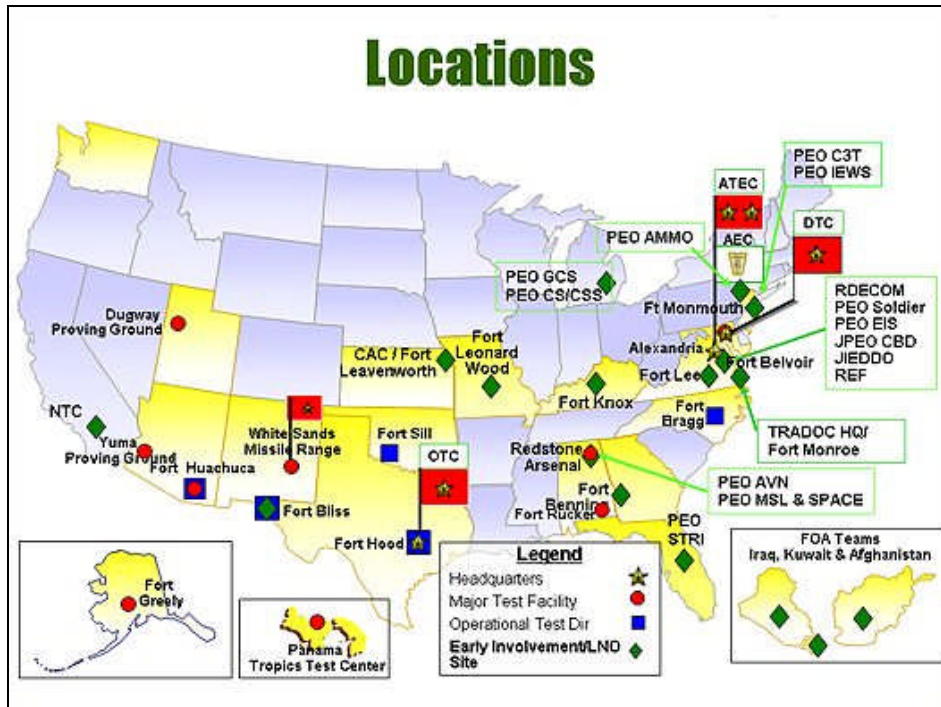 Locations
PEO C3T
PEO IEWS
ATEC
DTC
PEO AMMO
AEC
PEO GCS
PEO CS/CSS
RDECOM
PEO Soldier
PEO EIS
JPEO CBD
JIEDDO
REF
Ft Monmouth
Dugway
Proving Ground
Alexandria
Fort Belvoir
Fort
Leonard
Wood
CAC / Fort
Leavenworth
Fort Lee
Fort Knox
NTC
Fort
Bragg
White Sands
Missile Range
Fort Sill
TRADOC HQ/
Fort Monroe
Yuma
Proving Ground
Redstone
Arsenal
OTC
Fort Huachuca
PEO AVN
PEO MSL & SPACE
Fort
Benning
Fort Bliss
Fort Rucker
PEO
STRI
Fort Hood
FOA Teams
Iraq, Kuwait & Afghanistan
Legend
Headquarters
Major Test Facility
Operational Test Dir
Early Involvement/LNO
Site
Fort
Greely
Panama
Tropics Test Center